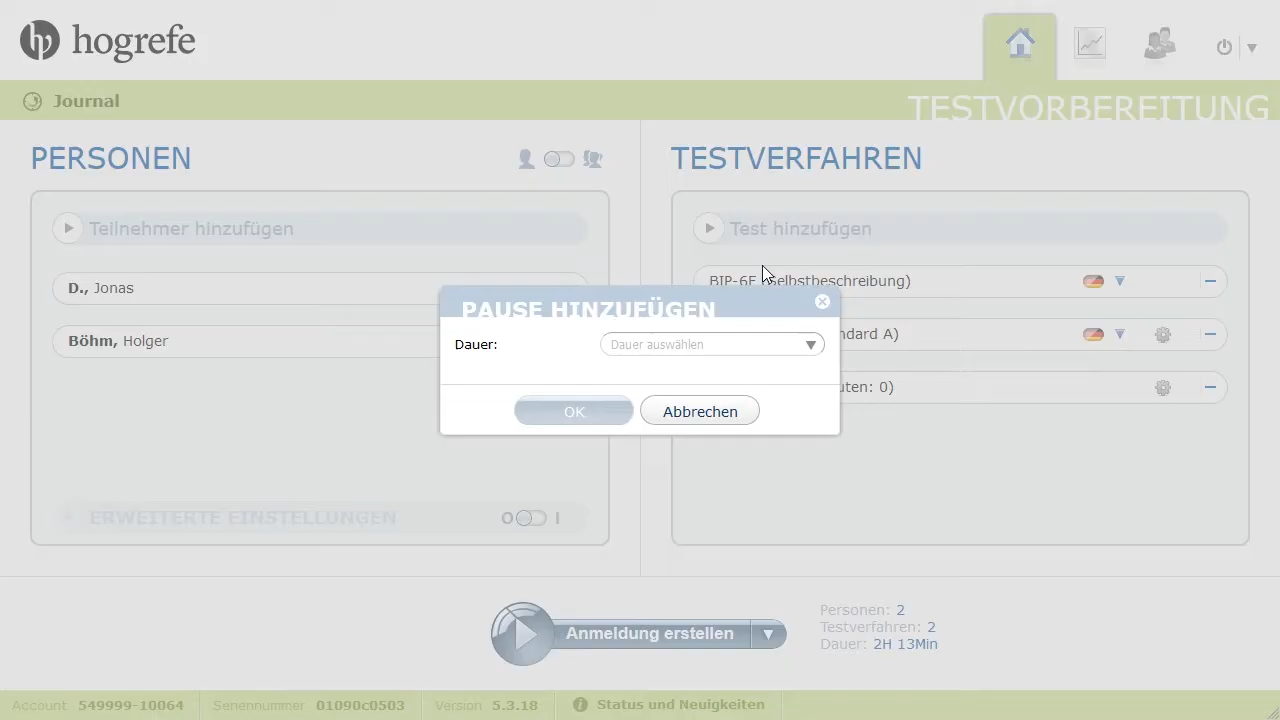 hp hogrefe
Journal
TESTVORBEREITUNG
PERSONEN
TESTVERFAHREN
Teilnehmer hinzufügen
Test hinzufügen
D., Jonas
BIP-6F (Selbstbeschreibung)
PAUSE HINZUFÜGEN
Böhm, Holger
ndard A)
Dauer:
Dauer auswählen
uten: 0)
OK
Abbrechen
ERWEITERTE EINSTELLUNGEN
O I
Anmeldung erstellen
Personen: 2
Testverfahren: 2
Dauer: 2H 13Min
Account 549999-10064
Seriennummer 01090c0503
Version 5.3.18
Status und Neuigkeiten